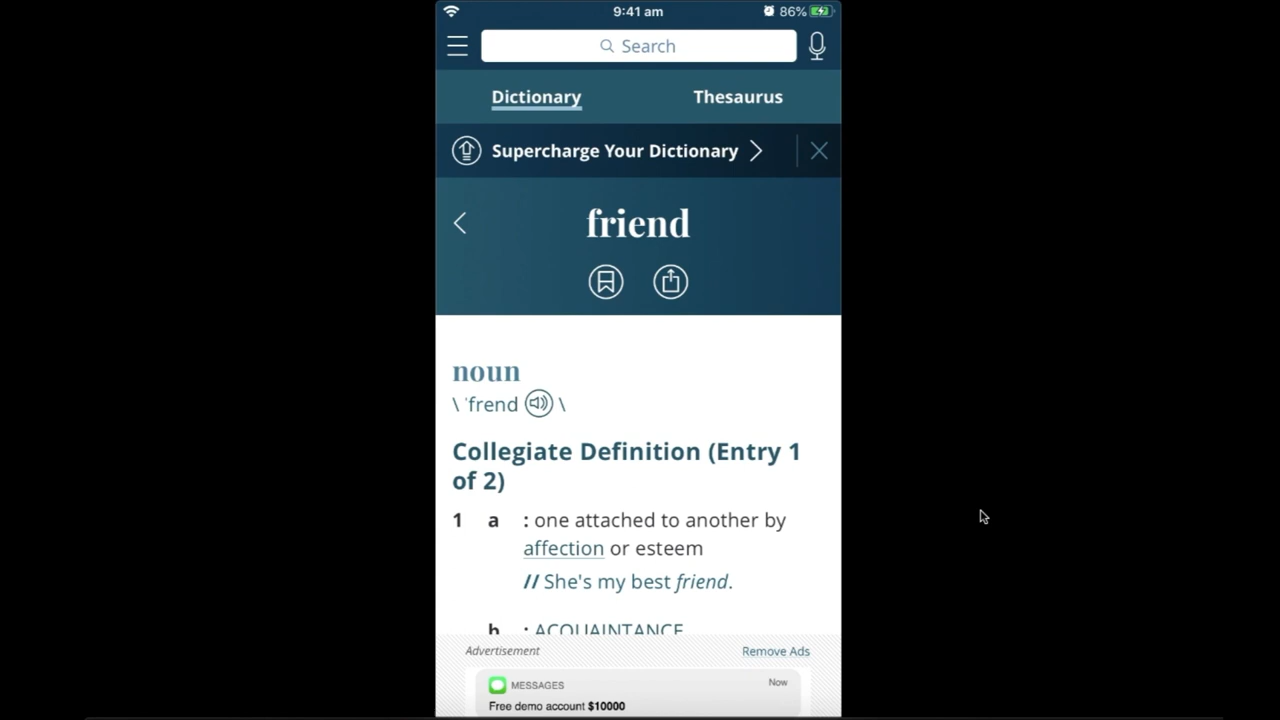 9:41 am
86%
Search
Dictionary Thesaurus
Supercharge Your Dictionary
friend
noun
\ ˈfrend \
Collegiate Definition (Entry 1
of 2)
1 a : one attached to another by
affection or esteem
// She's my best friend.
b : ACQUAINTANCE
Advertisement Remove Ads
MESSAGES Now
Free demo account $10000